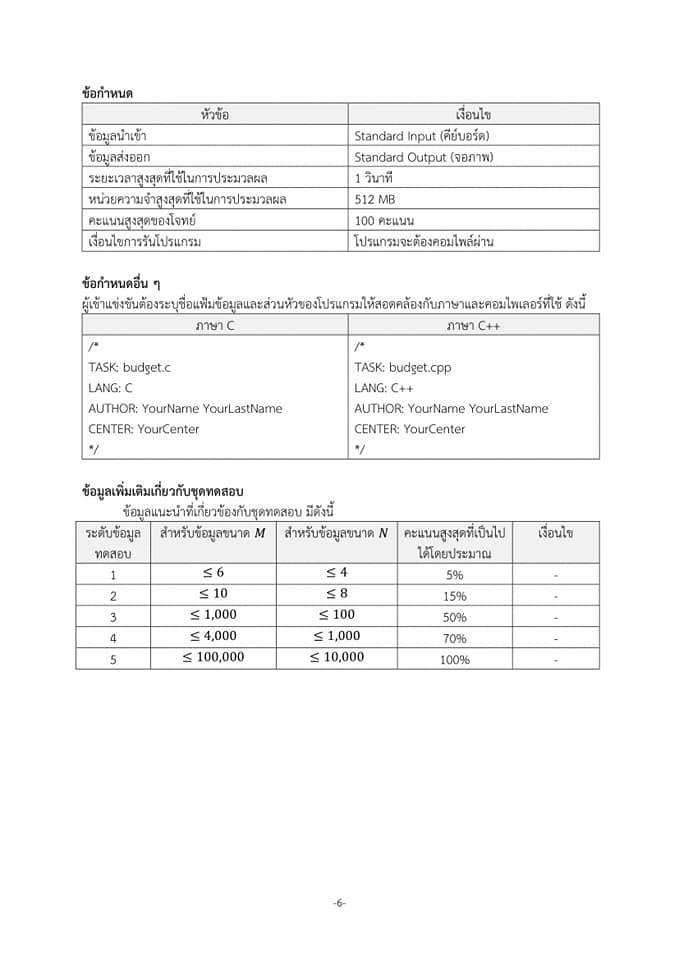 ข้อกำหนด
หัวข้อ เงื่อนไข
ข้อมูลนำเข้า Standard Input (คีย์บอร์ด)
ข้อมูลส่งออก Standard Output (จอภาพ)
ระยะเวลาสูงสุดที่ใช้ในการประมวลผล 1 วินาที
หน่วยความจำสูงสุดที่ใช้ในการประมวลผล 512 MB
คะแนนสูงสุดของโจทย์ 100 คะแนน
เงื่อนไขการรันโปรแกรม โปรแกรมจะต้องคอมไพล์ผ่าน
ข้อกำหนดอื่น ๆ
ผู้เข้าแข่งขันต้องระบุชื่อแฟ้มข้อมูลและส่วนหัวของโปรแกรมให้สอดคล้องกับภาษาและคอมไพเลอร์ที่ใช้ ดังนี้
ภาษา C ภาษา C++
/* /*
TASK: budget.c TASK: budget.cpp
LANG: C LANG: C++
AUTHOR: YourName YourLastName AUTHOR: YourName YourLastName
CENTER: YourCenter CENTER: YourCenter
*/ */
ข้อมูลเพิ่มเติมเกี่ยวกับชุดทดสอบ
ข้อมูลแนะนำที่เกี่ยวข้องกับชุดทดสอบ มีดังนี้
ระดับข้อมูล สำหรับข้อมูลขนาด M สำหรับข้อมูลขนาด N คะแนนสูงสุดที่เป็นไป เงื่อนไข
ทดสอบ ได้โดยประมาณ
1 ≤ 6 ≤ 4 5% -
2 ≤ 10 ≤ 8 15% -
3 ≤ 1,000 ≤ 100 50% -
4 ≤ 4,000 ≤ 1,000 70% -
5 ≤ 100,000 ≤ 10,000 100% -
-6-